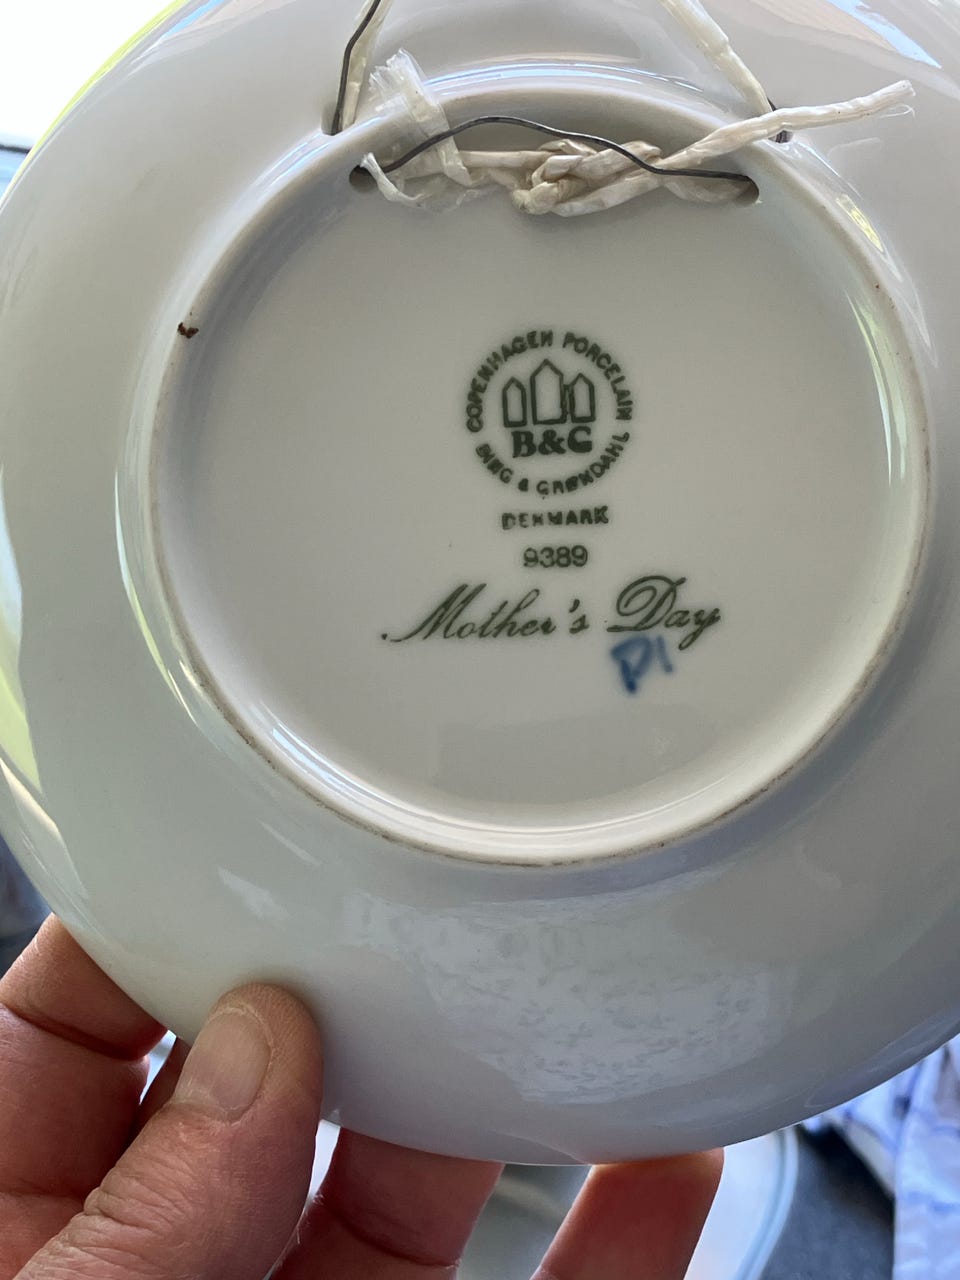 COPENHAGEN PORCELAIN
B&G
BING & GRØNDAHL
DENMARK
9389
Mother's Day